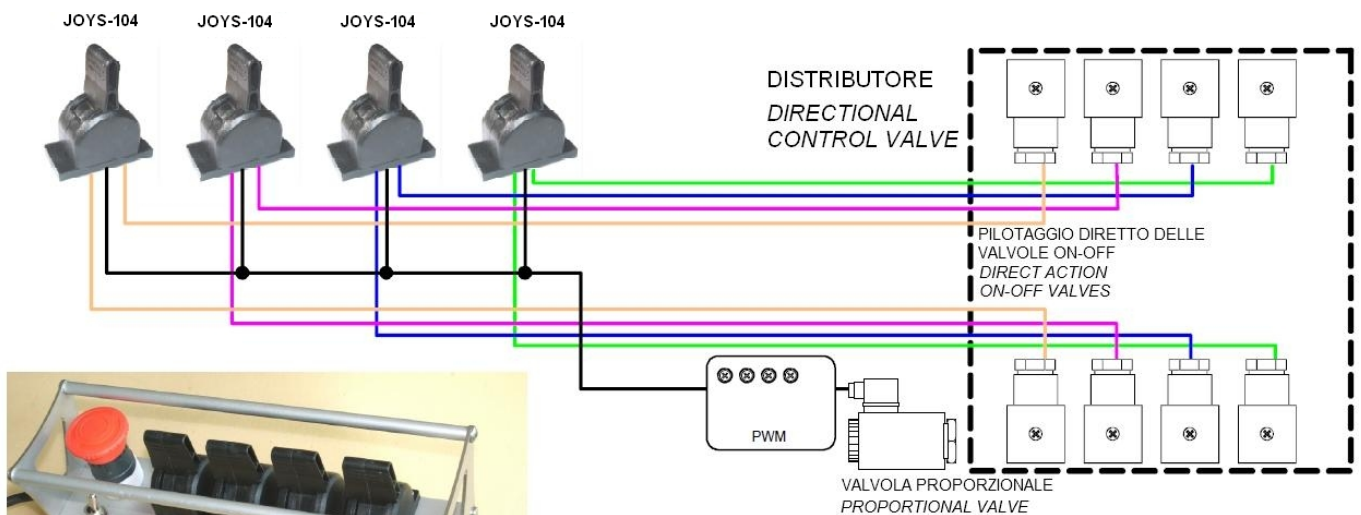 JOYS-104 JOYS-104 JOYS-104 JOYS-104
DISTRIBUTORE
DIRECTIONAL
CONTROL VALVE
PILOTAGGIO DIRETTO DELLE
VALVOLE ON-OFF
DIRECT ACTION
ON-OFF VALVES
PWM
VALVOLA PROPORZIONALE
PROPORTIONAL VALVE